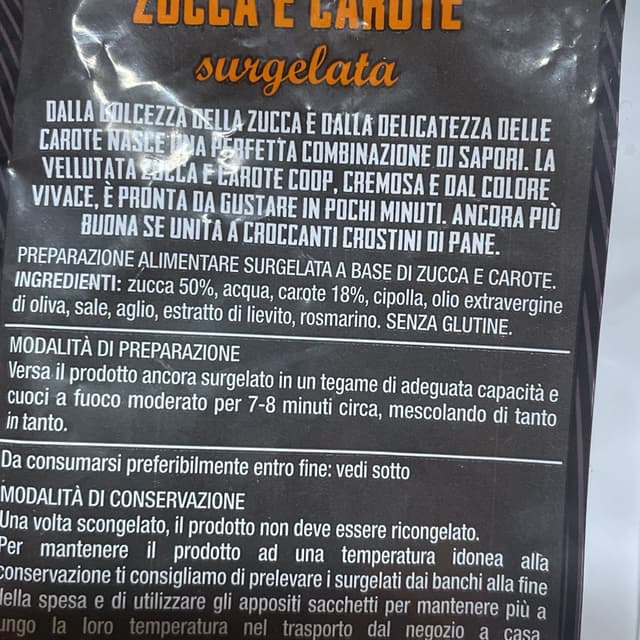 ZUCCA E CAROTE
surgelata
DALLA DOLCEZZA DELLA ZUCCA E DALLA DELICATEZZA DELLE
CAROTE NASCE UNA PERFETTA COMBINAZIONE DI SAPORI. LA
VELLUTATA ZUCCA E CAROTE COOP, CREMOSA E DAL COLORE
VIVACE, È PRONTA DA GUSTARE IN POCHI MINUTI. ANCORA PIÙ
BUONA SE UNITA A CROCCANTI CROSTINI DI PANE.
PREPARAZIONE ALIMENTARE SURGELATA A BASE DI ZUCCA E CAROTE.
INGREDIENTI: zucca 50%, acqua, carote 18%, cipolla, olio extravergine
di oliva, sale, aglio, estratto di lievito, rosmarino. SENZA GLUTINE.
MODALITÀ DI PREPARAZIONE
Versa il prodotto ancora surgelato in un tegame di adeguata capacità e
cuoci a fuoco moderato per 7-8 minuti circa, mescolando di tanto
in tanto.
Da consumarsi preferibilmente entro fine: vedi sotto
MODALITÀ DI CONSERVAZIONE
Una volta scongelato, il prodotto non deve essere ricongelato.
Per mantenere il prodotto ad una temperatura idonea alla
conservazione ti consigliamo di prelevare i surgelati dai banchi alla fine
della spesa e di utilizzare gli appositi sacchetti per mantenere più a
lungo la loro temperatura nel trasporto dal negozio a casa